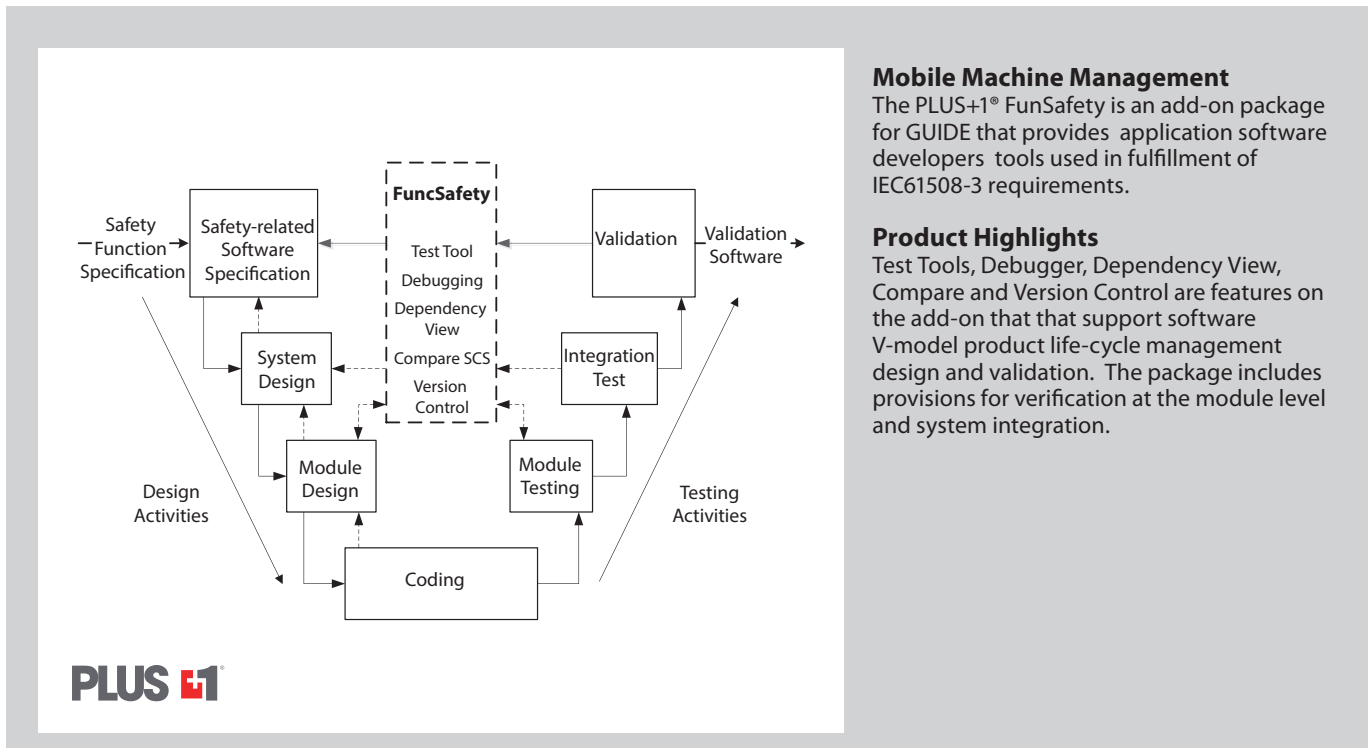 Safety
Function
Specification
Safety-related
Software
Specification
FuncSafety
Test Tool
Debugging
Dependency
View
Compare SCS
Version
Control
Validation
Validation
Software
System
Design
Integration
Test
Module
Design
Module
Testing
Design
Activities
Testing
Activities
Coding
PLUS+1®
Mobile Machine Management
The PLUS+1® FunSafety is an add-on package
for GUIDE that provides application software
developers tools used in fulfillment of
IEC61508-3 requirements.
Product Highlights
Test Tools, Debugger, Dependency View,
Compare and Version Control are features on
the add-on that that support software
V-model product life-cycle management
design and validation. The package includes
provisions for verification at the module level
and system integration.